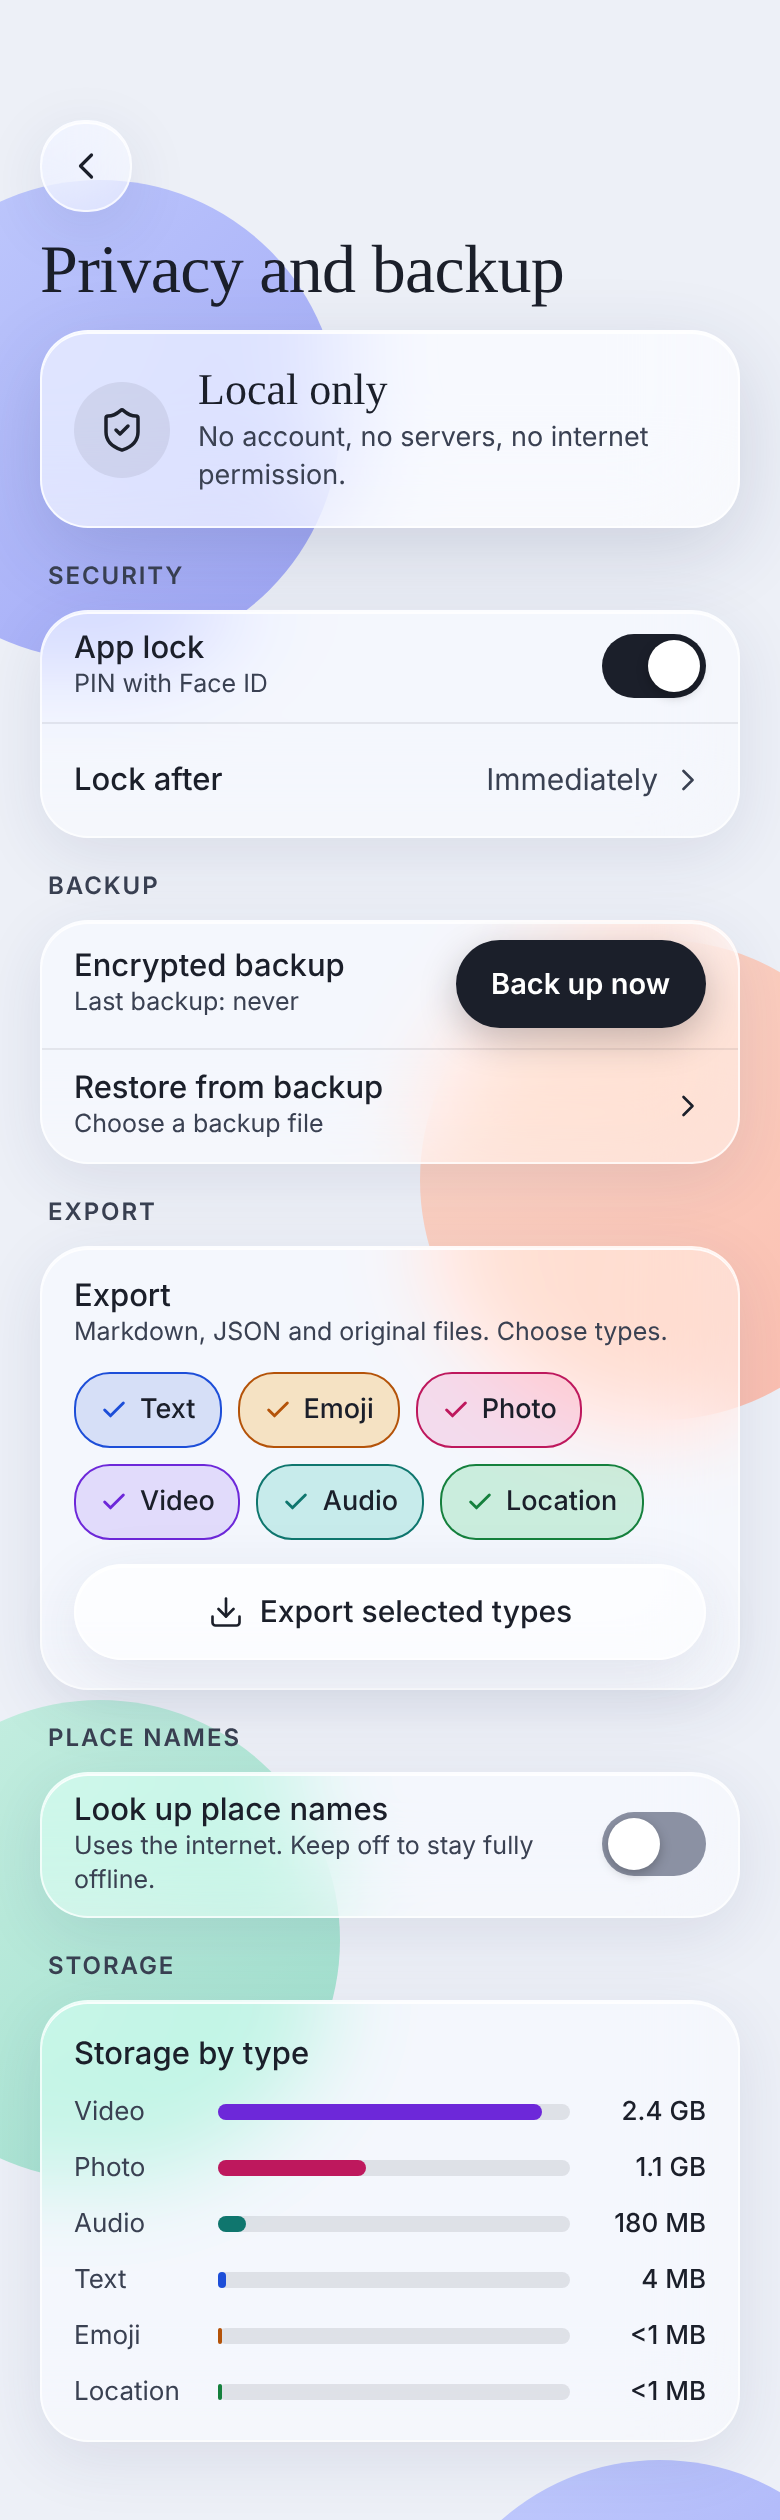 Privacy and backup
Local only
No account, no servers, no internet
permission.
SECURITY
App lock
PIN with Face ID
Lock after
Immediately
BACKUP
Encrypted backup
Last backup: never
Back up now
Restore from backup
Choose a backup file
EXPORT
Export
Markdown, JSON and original files. Choose types.
Text Emoji Photo
Video Audio Location
Export selected types
PLACE NAMES
Look up place names
Uses the internet. Keep off to stay fully
offline.
STORAGE
Storage by type
Video 2.4 GB
Photo 1.1 GB
Audio 180 MB
Text 4 MB
Emoji <1 MB
Location <1 MB